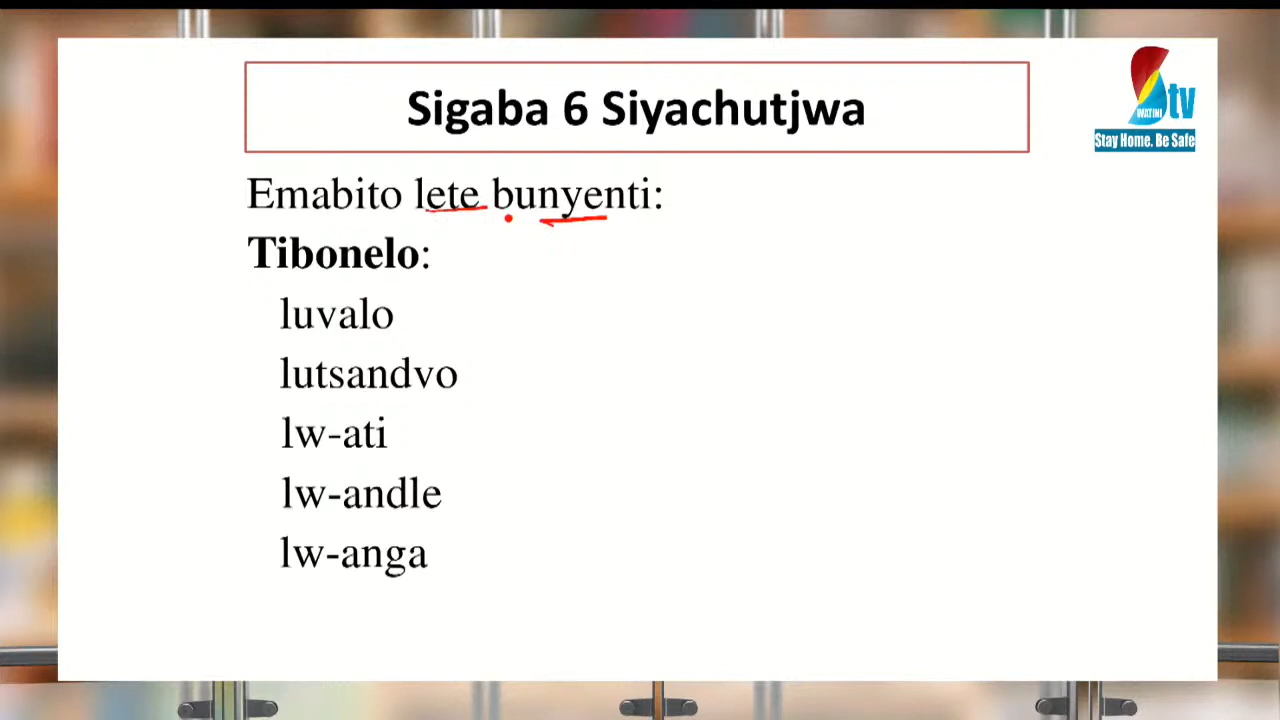 Sigaba 6 Siyachutjwa
WATINI
tv
Stay Home. Be Safe
Emabito lete bunyenti:
Tibonelo:
luvalo
lutsandvo
lw-ati
lw-andle
lw-anga